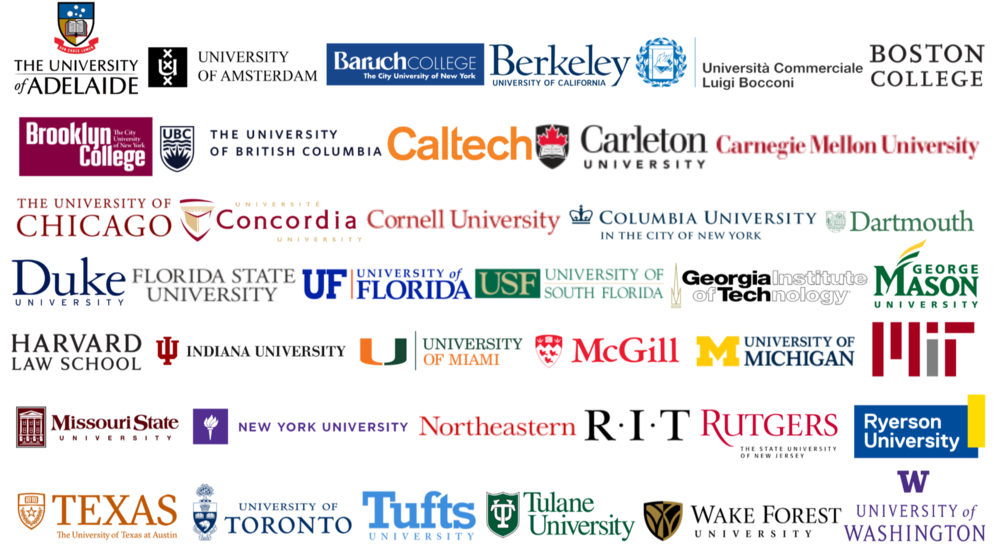 THE UNIVERSITY
of ADELAIDE
UNIVERSITY
OF AMSTERDAM
BaruchCOLLEGE
The City University of New York
Berkeley
UNIVERSITY OF CALIFORNIA
Università Commerciale
Luigi Bocconi
BOSTON
COLLEGE
Brooklyn
College
The City
University
of New York
UBC
THE UNIVERSITY
OF BRITISH COLUMBIA
Caltech
Carleton
UNIVERSITY
Carnegie Mellon University
THE UNIVERSITY OF
CHICAGO
UNIVERSITÉ
Concordia
UNIVERSITY
Cornell University
COLUMBIA UNIVERSITY
IN THE CITY OF NEW YORK
Dartmouth
Duke
UNIVERSITY
FLORIDA STATE
UNIVERSITY
UF
UNIVERSITY of
FLORIDA
USF
UNIVERSITY OF
SOUTH FLORIDA
Georgia Institute
of Technology
GEORGE
MASON
UNIVERSITY
HARVARD
LAW SCHOOL
INDIANA UNIVERSITY
U
UNIVERSITY
OF MIAMI
McGill
M
UNIVERSITY OF
MICHIGAN
MIT
Missouri State
UNIVERSITY
NEW YORK UNIVERSITY
Northeastern
R·I·T
RUTGERS
THE STATE UNIVERSITY
OF NEW JERSEY
Ryerson
University
TEXAS
The University of Texas at Austin
UNIVERSITY OF
TORONTO
Tufts
UNIVERSITY
TU
Tulane
University
WF
WAKE FOREST
UNIVERSITY
W
UNIVERSITY of
WASHINGTON